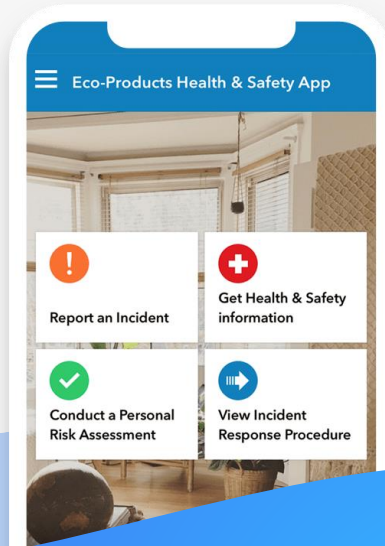 Eco-Products Health & Safety App
Report an Incident
Get Health & Safety
information
Conduct a Personal
Risk Assessment
View Incident
Response Procedure